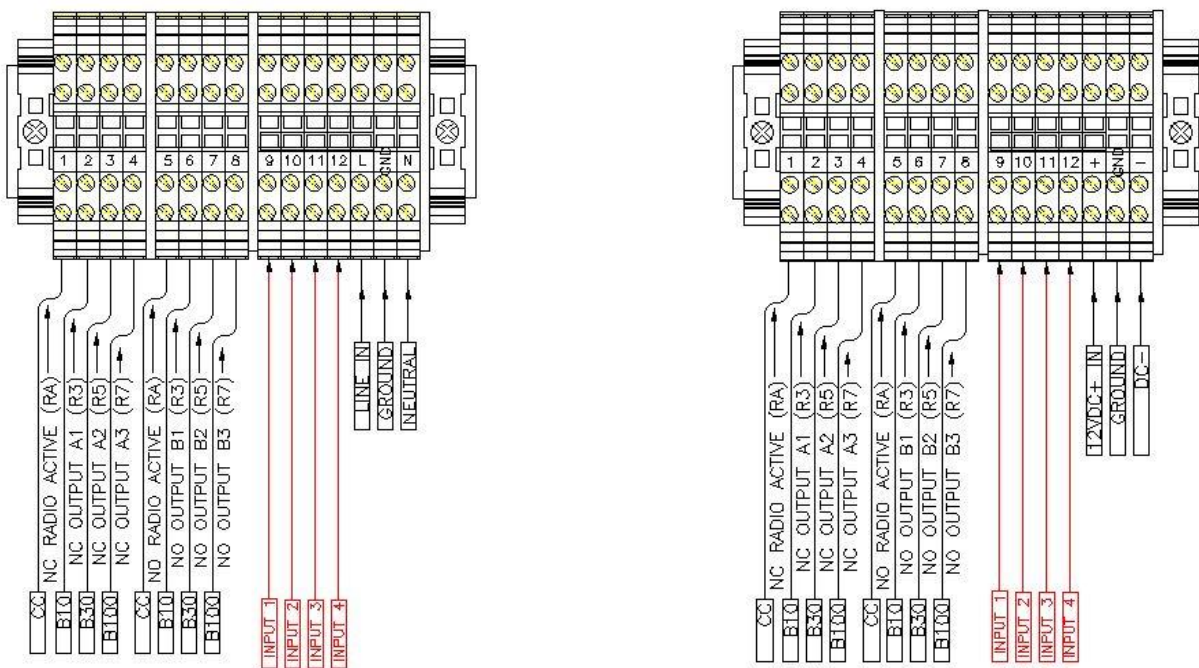 1 2 3 4 5 6 7 8 9 10 11 12 L GND N
NC RADIO ACTIVE (RA)
NC OUTPUT A1 (R3)
NC OUTPUT A2 (R5)
NC OUTPUT A3 (R7)
NO RADIO ACTIVE (RA)
NO OUTPUT B1 (R3)
NO OUTPUT B2 (R5)
NO OUTPUT B3 (R7)
LINE IN
GROUND
NEUTRAL
CC
B10
B30
B100
CC
B10
B30
B100
INPUT 1
INPUT 2
INPUT 3
INPUT 4
1 2 3 4 5 6 7 8 9 10 11 12 + GND -
NC RADIO ACTIVE (RA)
NC OUTPUT A1 (R3)
NC OUTPUT A2 (R5)
NC OUTPUT A3 (R7)
NO RADIO ACTIVE (RA)
NO OUTPUT B1 (R3)
NO OUTPUT B2 (R5)
NO OUTPUT B3 (R7)
12VDC+ IN
GROUND
DC-
CC
B10
B30
B100
CC
B10
B30
B100
INPUT 1
INPUT 2
INPUT 3
INPUT 4